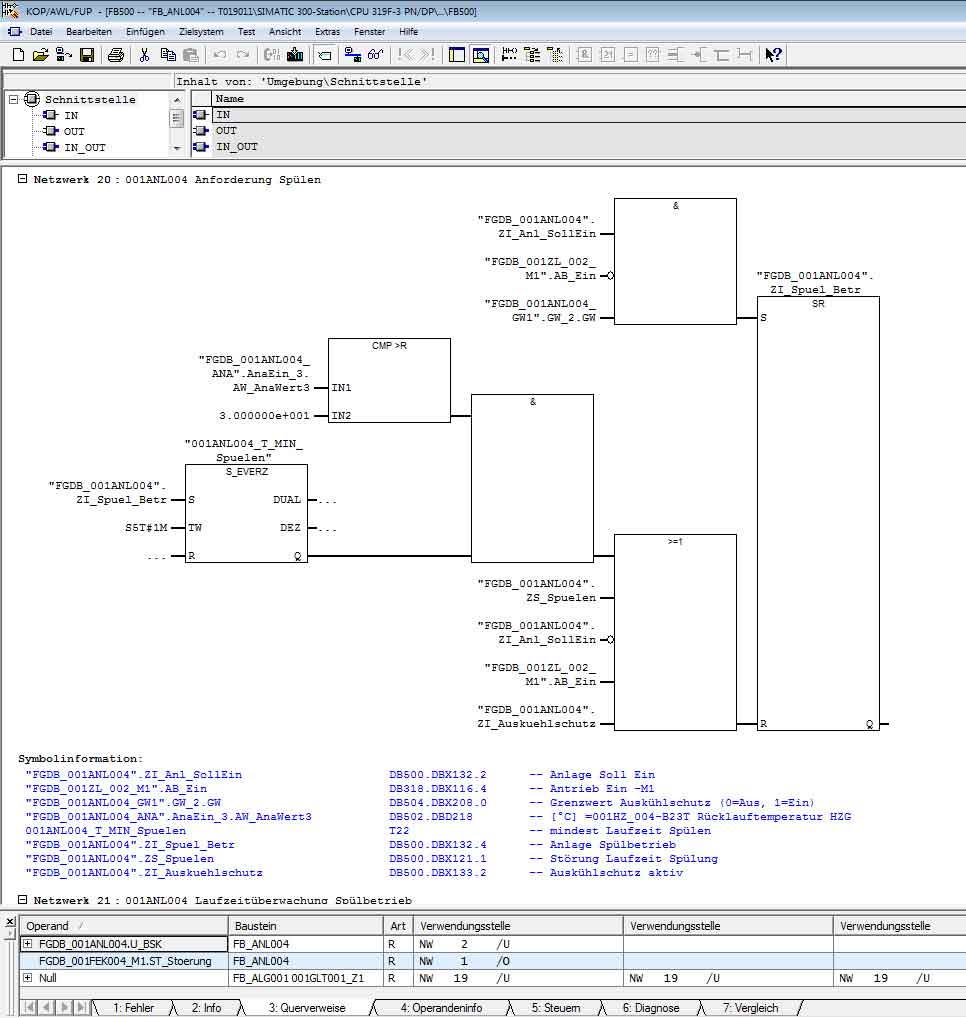 KOP/AWL/FUP - [FB500 -- "FB_ANL004" -- T019011\SIMATIC 300-Station\CPU 319F-3 PN/DP\...\FB500]
Datei Bearbeiten Einfügen Zielsystem Test Ansicht Extras Fenster Hilfe
Inhalt von: 'Umgebung\Schnittstelle'
Schnittstelle
IN
OUT
IN_OUT
Name
IN
OUT
IN_OUT
Netzwerk 20 : 001ANL004 Anforderung Spülen
&
"FGDB_001ANL004".
ZI_Anl_SollEin
"FGDB_001ZL_002_
M1".AB_Ein
"FGDB_001ANL004_
GW1".GW_2.GW
"FGDB_001ANL004".
ZI_Spuel_Betr
SR
S
CMP >R
"FGDB_001ANL004_
ANA".AnaEin_3.
AW_AnaWert3
IN1
3.000000e+001
IN2
&
"001ANL004_T_MIN_
Spuelen"
S_EVERZ
"FGDB_001ANL004".
ZI_Spuel_Betr
S
DUAL
...
S5T#1M
TW
DEZ
...
...
R
Q
>=1
"FGDB_001ANL004".
ZS_Spuelen
"FGDB_001ANL004".
ZI_Anl_SollEin
"FGDB_001ZL_002_
M1".AB_Ein
"FGDB_001ANL004".
ZI_Auskuehlschutz
R
Q
Symbolinformation:
"FGDB_001ANL004".ZI_Anl_SollEin DB500.DBX132.2 -- Anlage Soll Ein
"FGDB_001ZL_002_M1".AB_Ein DB318.DBX116.4 -- Antrieb Ein -M1
"FGDB_001ANL004_GW1".GW_2.GW DB504.DBX208.0 -- Grenzwert Auskühlschutz (0=Aus, 1=Ein)
"FGDB_001ANL004_ANA".AnaEin_3.AW_AnaWert3 DB502.DBD218 -- [°C] =001HZ_004-B23T Rücklauftemperatur HZG
001ANL004_T_MIN_Spuelen T22 -- mindest Laufzeit Spülen
"FGDB_001ANL004".ZI_Spuel_Betr DB500.DBX132.4 -- Anlage Spülbetrieb
"FGDB_001ANL004".ZS_Spuelen DB500.DBX121.1 -- Störung Laufzeit Spülung
"FGDB_001ANL004".ZI_Auskuehlschutz DB500.DBX133.2 -- Auskühlschutz aktiv
Netzwerk 21 : 001ANL004 Laufzeitüberwachung Spülbetrieb
Operand / Baustein Art Verwendungsstelle Verwendungsstelle Verwendungsstelle
FGDB_001ANL004.U_BSK FB_ANL004 R NW 2 /U
FGDB_001FEK004_M1.ST_Stoerung FB_ANL004 R NW 1 /O
Null FB_ALG001 001GLT001_Z1 R NW 19 /U NW 19 /U NW 19 /U
1: Fehler 2: Info 3: Querverweise 4: Operandeninfo 5: Steuern 6: Diagnose 7: Vergleich